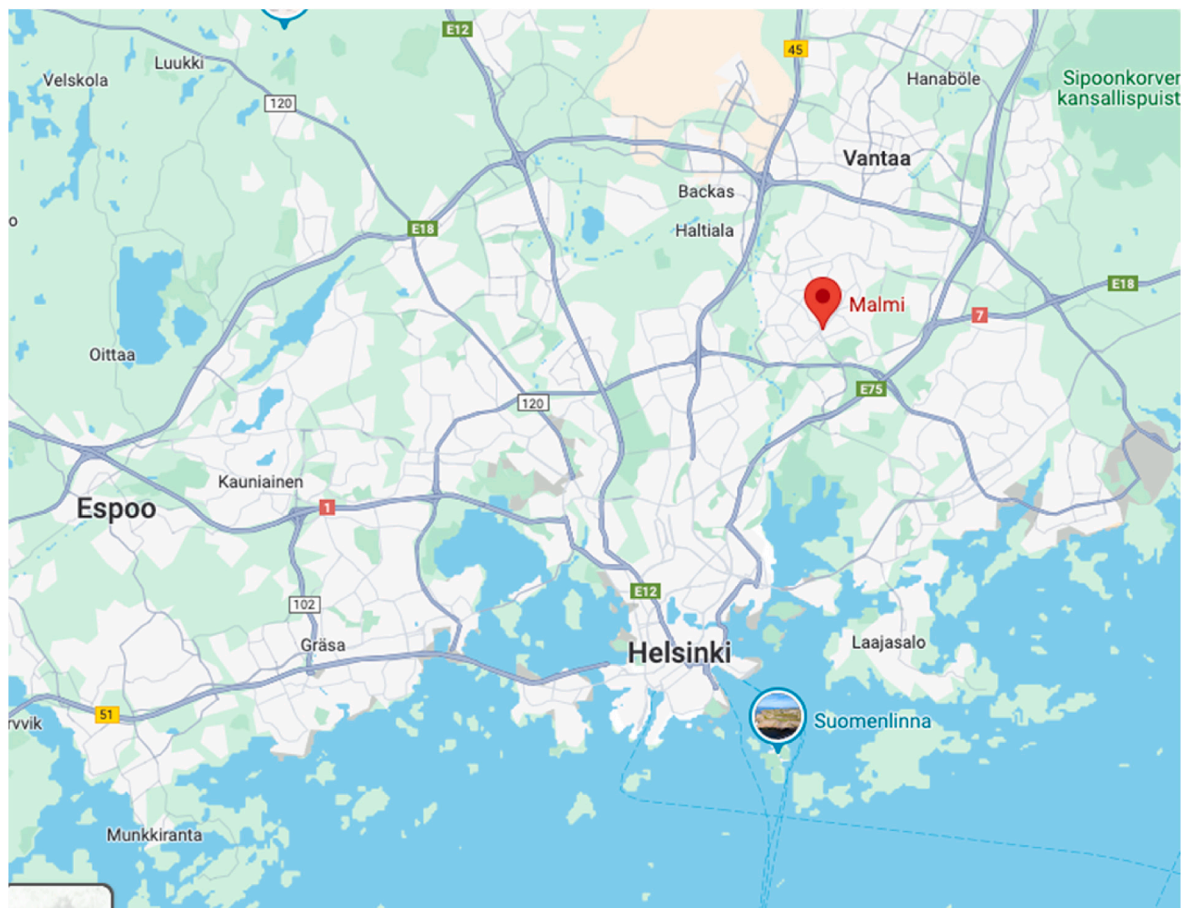 E12
45
Luukki
Velskola
Hanaböle
Sipoonkorven
kansallispuist
120
Vantaa
Backas
o
E18
Haltiala
E18
Malmi
7
Oittaa
E75
120
Kauniainen
Espoo
1
E12
102
Gräsa
Helsinki
Laajasalo
51
rvvik
Suomenlinna
Munkkiranta